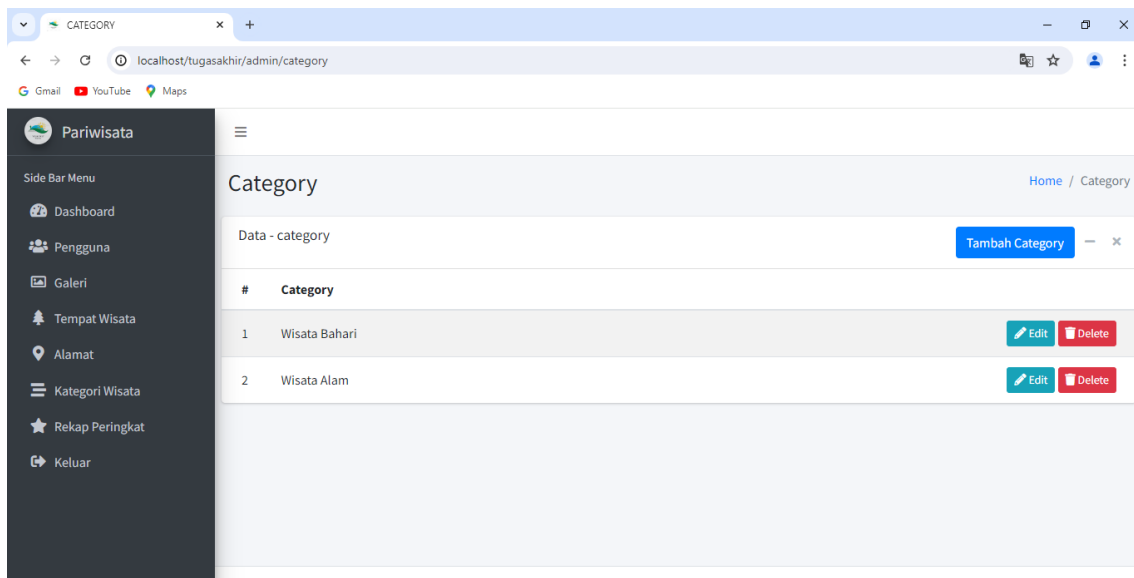 CATEGORY
localhost/tugasakhir/admin/category
Gmail YouTube Maps
Pariwisata
Side Bar Menu
Dashboard
Pengguna
Galeri
Tempat Wisata
Alamat
Kategori Wisata
Rekap Peringkat
Keluar
Category
Home / Category
Data - category
Tambah Category
# Category
1 Wisata Bahari Edit Delete
2 Wisata Alam Edit Delete